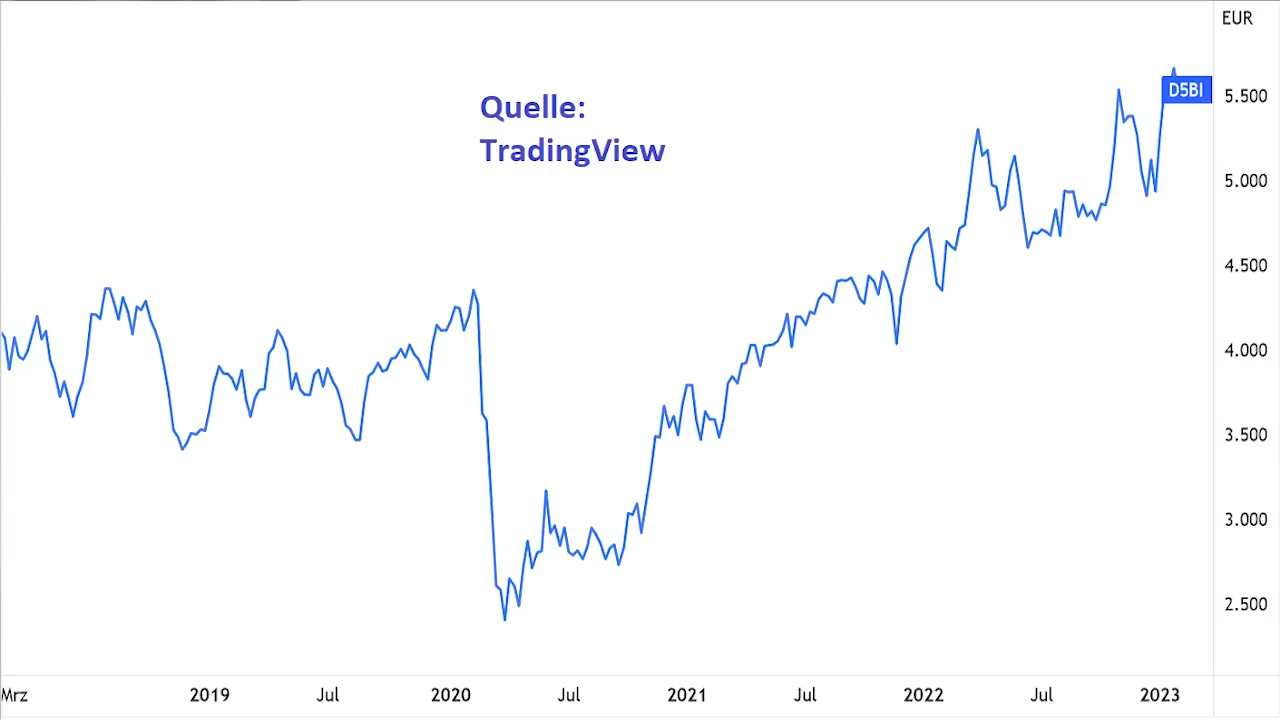 EUR
Quelle:
TradingView
D5BI
5.500
5.000
4.500
4.000
3.500
3.000
2.500
Mrz
2019
Jul
2020
Jul
2021
Jul
2022
Jul
2023